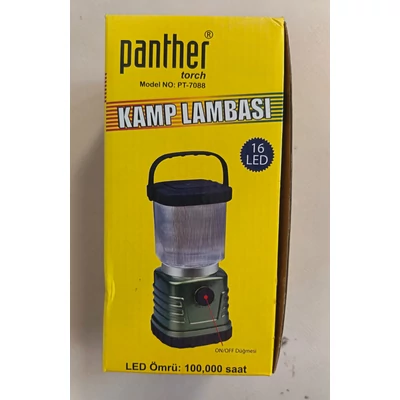 panther®
torch
Model NO: PT-7088
KAMP LAMBASI
16
LED
ON/OFF Düğmesi
LED Ömrü: 100,000 saat